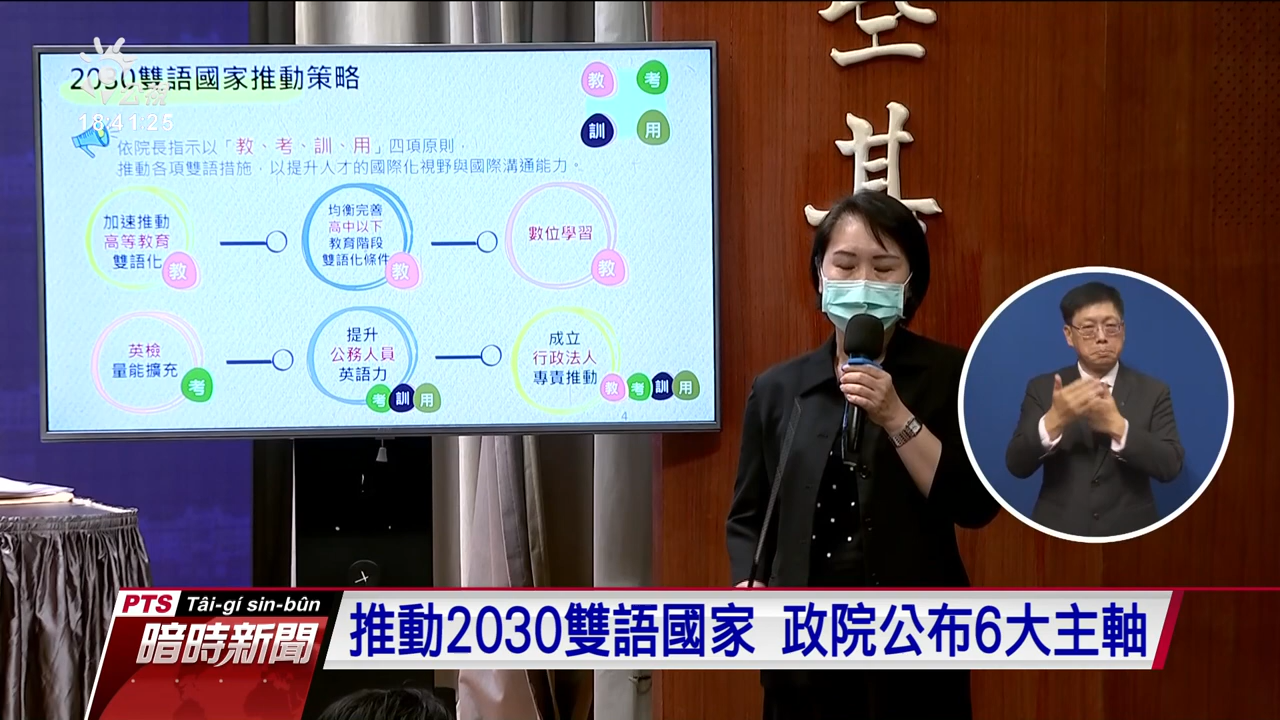 基
2030雙語國家推動策略
教
考
訓
用
公視
18:41:25
依院長指示以「教、考、訓、用」四項原則，
推動各項雙語措施，以提升人才的國際化視野與國際溝通能力。
加速推動
高等教育
雙語化
教
均衡完善
高中以下
教育階段
雙語化條件
教
數位學習
教
英檢
量能擴充
考
提升
公務人員
英語力
考 訓 用
成立
行政法人
專責推動
教 考 訓 用
4
PTS Tâi-gí sin-bûn
暗時新聞
推動2030雙語國家 政院公布6大主軸